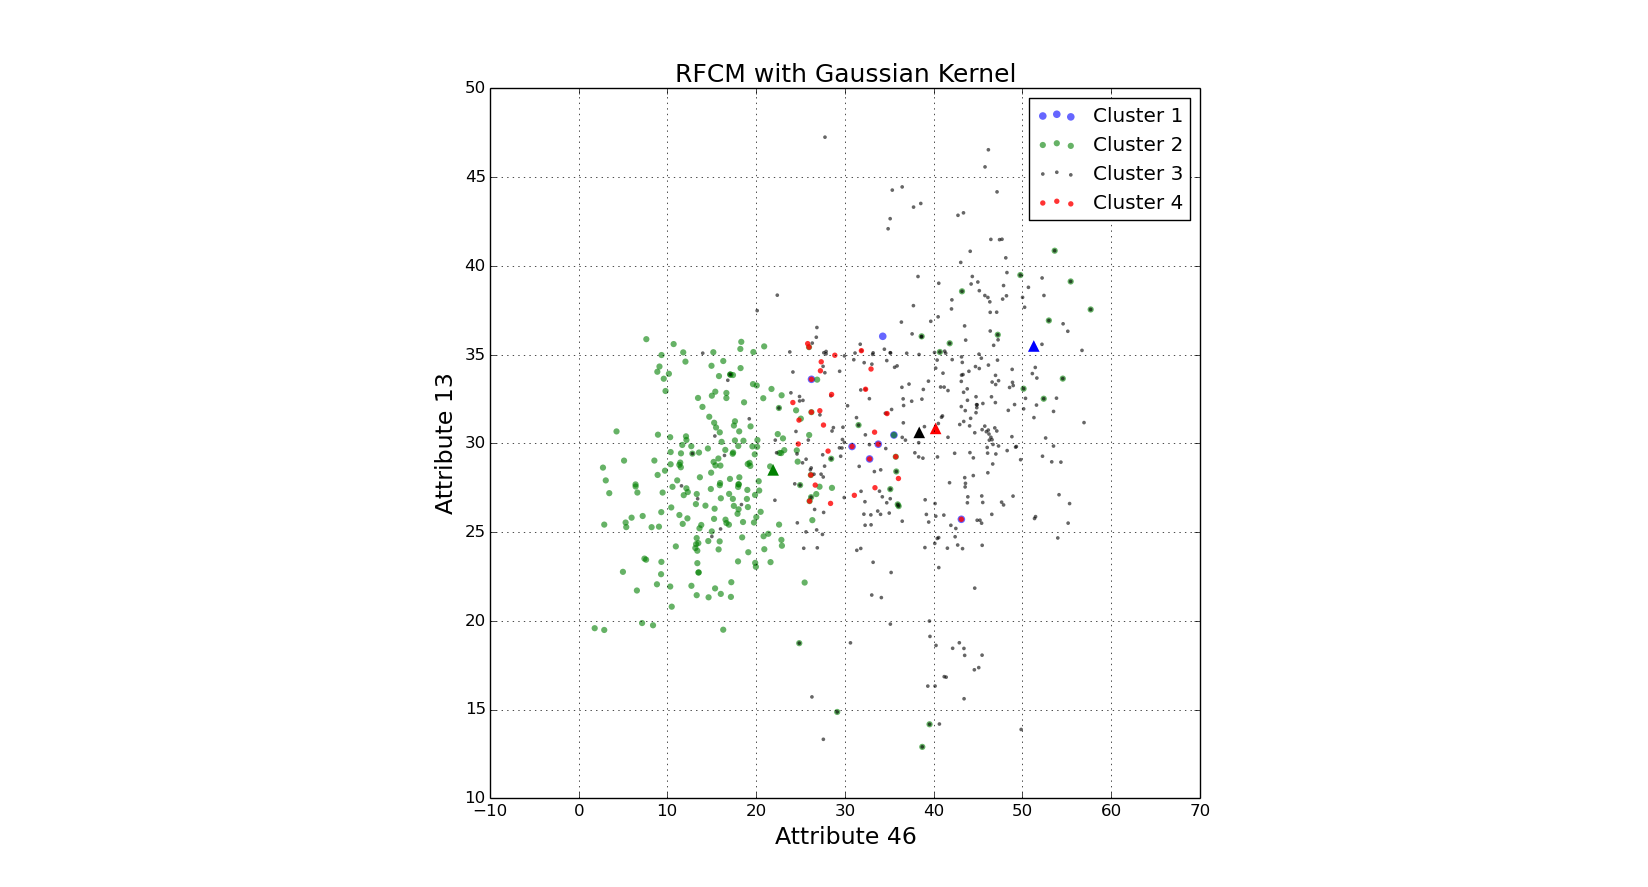 RFCM with Gaussian Kernel
50
45
40
35
30
25
20
15
10
Attribute 13
Cluster 1
Cluster 2
Cluster 3
Cluster 4
−10 0 10 20 30 40 50 60 70
Attribute 46